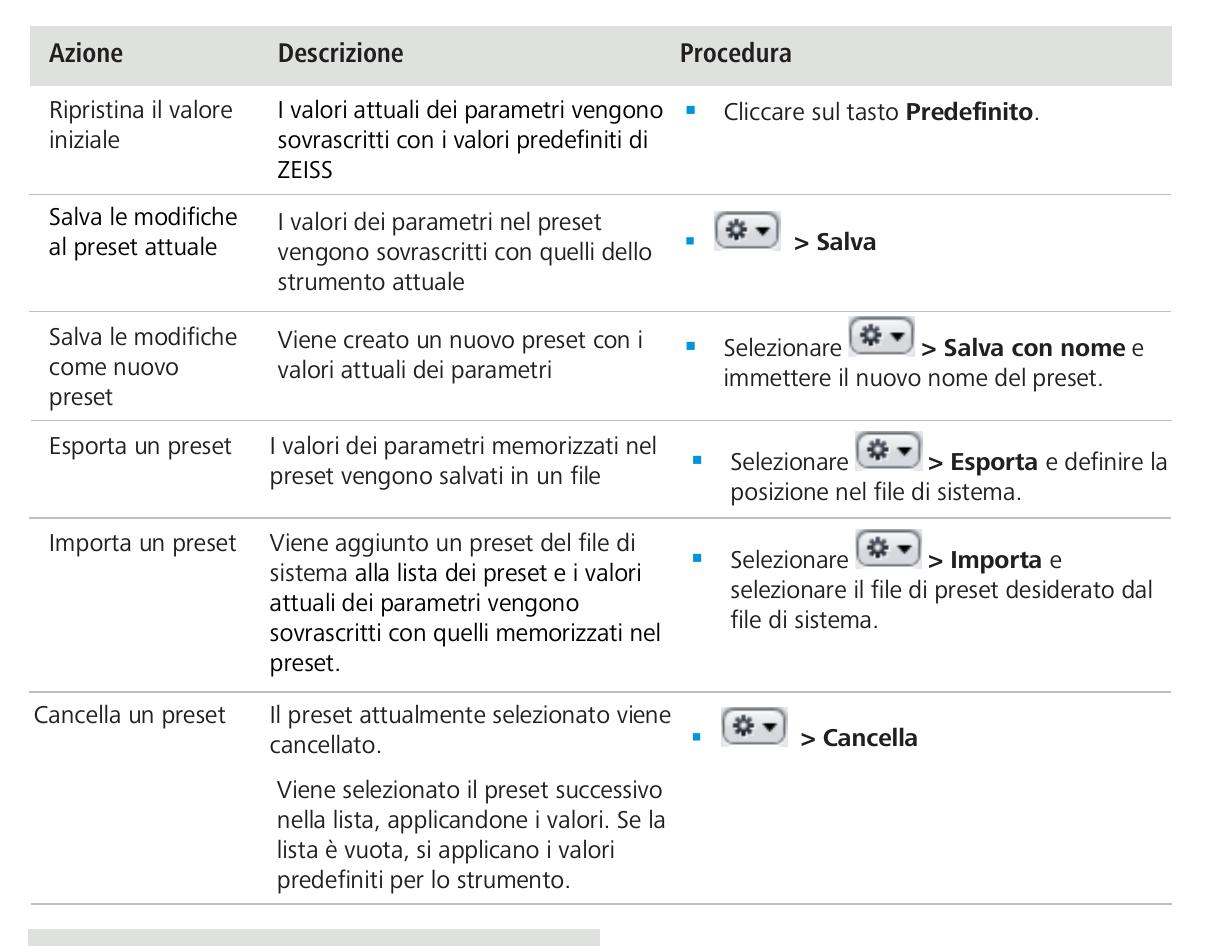 Azione Descrizione Procedura
Ripristina il valore
iniziale
I valori attuali dei parametri vengono
sovrascritti con i valori predefiniti di
ZEISS
Cliccare sul tasto Predefinito.
Salva le modifiche
al preset attuale
I valori dei parametri nel preset
vengono sovrascritti con quelli dello
strumento attuale
> Salva
Salva le modifiche
come nuovo
preset
Viene creato un nuovo preset con i
valori attuali dei parametri
Selezionare > Salva con nome e
immettere il nuovo nome del preset.
Esporta un preset
I valori dei parametri memorizzati nel
preset vengono salvati in un file
Selezionare > Esporta e definire la
posizione nel file di sistema.
Importa un preset
Viene aggiunto un preset del file di
sistema alla lista dei preset e i valori
attuali dei parametri vengono
sovrascritti con quelli memorizzati nel
preset.
Selezionare > Importa e
selezionare il file di preset desiderato dal
file di sistema.
Cancella un preset
Il preset attualmente selezionato viene
cancellato.
Viene selezionato il preset successivo
nella lista, applicandone i valori. Se la
lista è vuota, si applicano i valori
predefiniti per lo strumento.
> Cancella